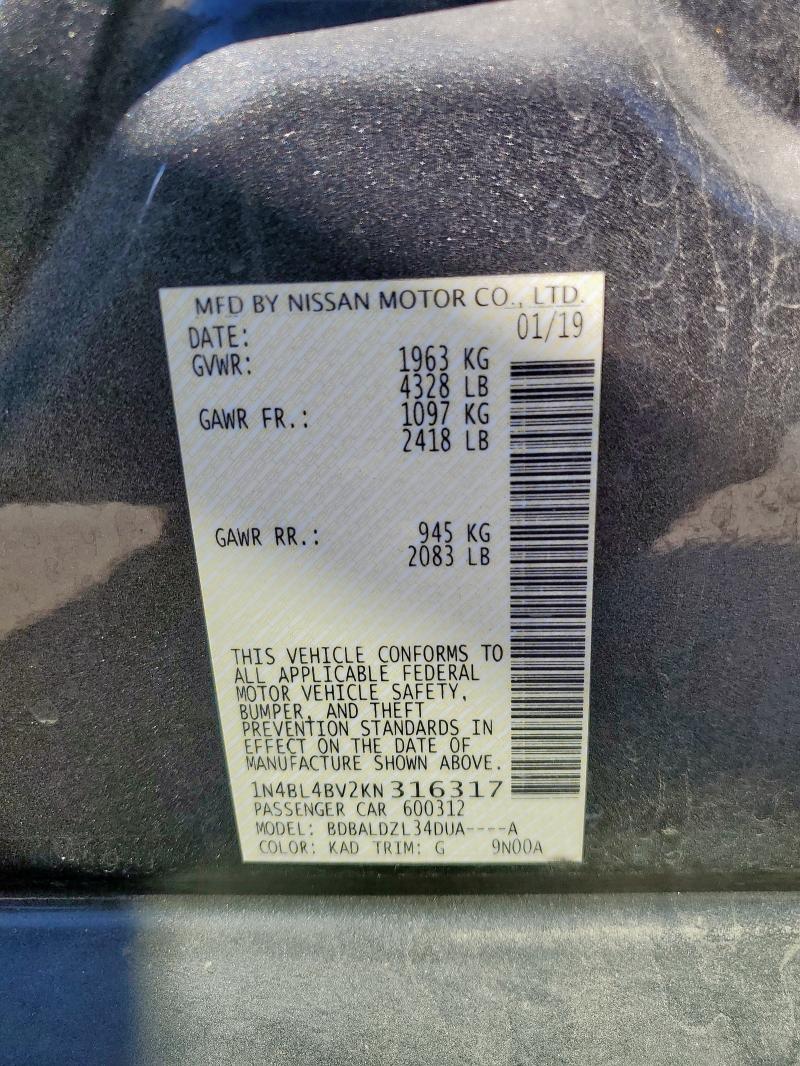 MFD BY NISSAN MOTOR CO., LTD.
DATE: 01/19
GVWR: 1963 KG
4328 LB
GAWR FR.: 1097 KG
2418 LB
GAWR RR.: 945 KG
2083 LB
THIS VEHICLE CONFORMS TO
ALL APPLICABLE FEDERAL
MOTOR VEHICLE SAFETY,
BUMPER, AND THEFT
PREVENTION STANDARDS IN
EFFECT ON THE DATE OF
MANUFACTURE SHOWN ABOVE.
1N4BL4BV2KN316317
PASSENGER CAR 600312
MODEL: BDBALDZL34DUA----A
COLOR: KAD TRIM: G 9N00A